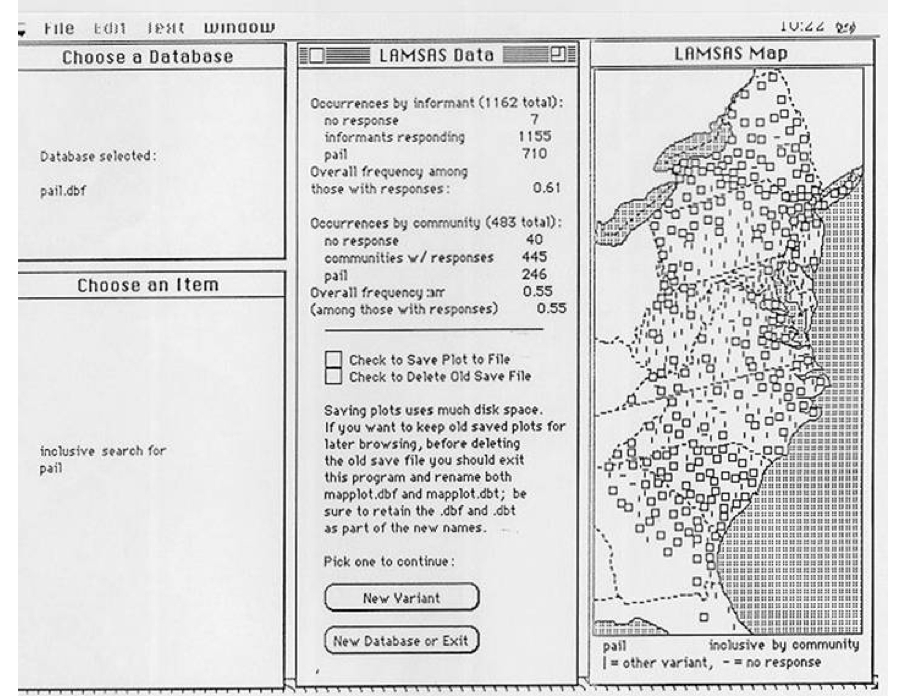 File Edit Text Window
10:22
Choose a Database
Database selected:
pail.dbf
Choose an Item
inclusive search for
pail
LAMSAS Data
Occurrences by informant (1162 total):
no response 7
informants responding 1155
pail 710
Overall frequency among
those with responses: 0.61
Occurrences by community (483 total):
no response 40
communities w/ responses 445
pail 246
Overall frequency 0.55
(among those with responses) 0.55
Check to Save Plot to File
Check to Delete Old Save File
Saving plots uses much disk space.
If you want to keep old saved plots for
later browsing, before deleting
the old save file you should exit
this program and rename both
mapplot.dbf and mapplot.dbt; be
sure to retain the .dbf and .dbt
as part of the new names.
Pick one to continue:
New Variant
New Database or Exit
LAMSAS Map
pail inclusive by community
| = other variant, - = no response